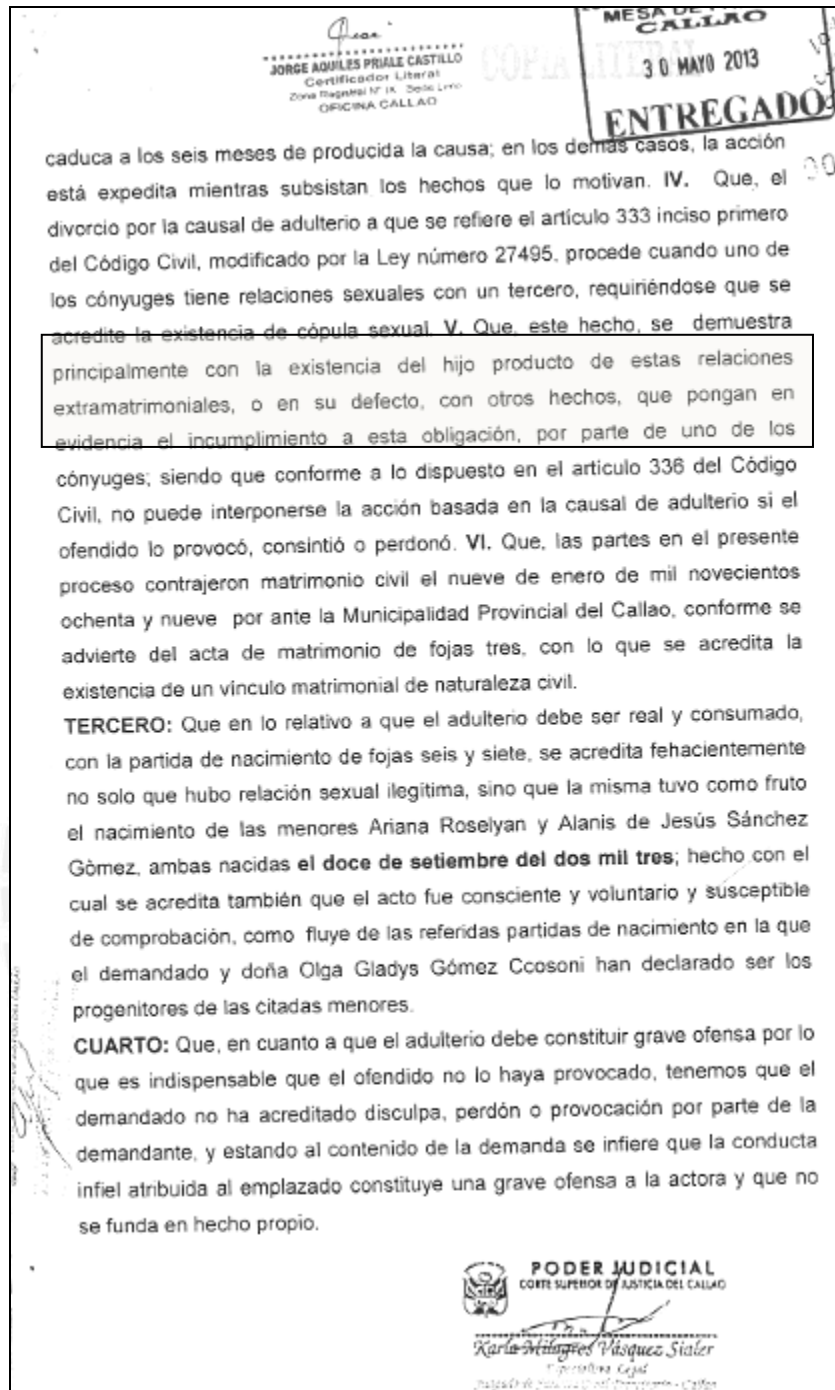 MESA DE
CALLAO
30 MAYO 2013
ENTREGADO
COPIA LITERAL
JORGE AQUILES PRIALE CASTILLO
Certificador Literal
Zona Registral N° IX Sede Lima
OFICINA CALLAO
caduca a los seis meses de producida la causa; en los demás casos, la acción
está expedita mientras subsistan los hechos que lo motivan. IV. Que, el
divorcio por la causal de adulterio a que se refiere el artículo 333 inciso primero
del Código Civil, modificado por la Ley número 27495, procede cuando uno de
los cónyuges tiene relaciones sexuales con un tercero, requiriéndose que se
acredite la existencia de cópula sexual. V. Que, este hecho, se demuestra
principalmente con la existencia del hijo producto de estas relaciones
extramatrimoniales, o en su defecto, con otros hechos, que pongan en
evidencia el incumplimiento a esta obligación, por parte de uno de los
cónyuges; siendo que conforme a lo dispuesto en el articulo 336 del Código
Civil, no puede interponerse la acción basada en la causal de adulterio si el
ofendido lo provocó, consintió o perdonó. VI. Que, las partes en el presente
proceso contrajeron matrimonio civil el nueve de enero de mil novecientos
ochenta y nueve por ante la Municipalidad Provincial del Callao, conforme se
advierte del acta de matrimonio de fojas tres, con lo que se acredita la
existencia de un vínculo matrimonial de naturaleza civil.
TERCERO: Que en lo relativo a que el adulterio debe ser real y consumado,
con la partida de nacimiento de fojas seis y siete, se acredita fehacientemente
no solo que hubo relación sexual ilegitima, sino que la misma tuvo como fruto
el nacimiento de las menores Ariana Roselyan y Alanis de Jesús Sánchez
Gòmez, ambas nacidas el doce de setiembre del dos mil tres; hecho con el
cual se acredita también que el acto fue consciente y voluntario y susceptible
de comprobación, como fluye de las referidas partidas de nacimiento en la que
el demandado y doña Olga Gladys Gómez Ccosoni han declarado ser los
progenitores de las citadas menores.
CUARTO: Que, en cuanto a que el adulterio debe constituir grave ofensa por lo
que es indispensable que el ofendido no lo haya provocado, tenemos que el
demandado no ha acreditado disculpa, perdón o provocación por parte de la
demandante, y estando al contenido de la demanda se infiere que la conducta
infiel atribuida al emplazado constituye una grave ofensa a la actora y que no
se funda en hecho propio.
PODER JUDICIAL
CORTE SUPERIOR DE JUSTICIA DEL CALLAO
Karla Milagros Vásquez Sialer
Especialista Legal